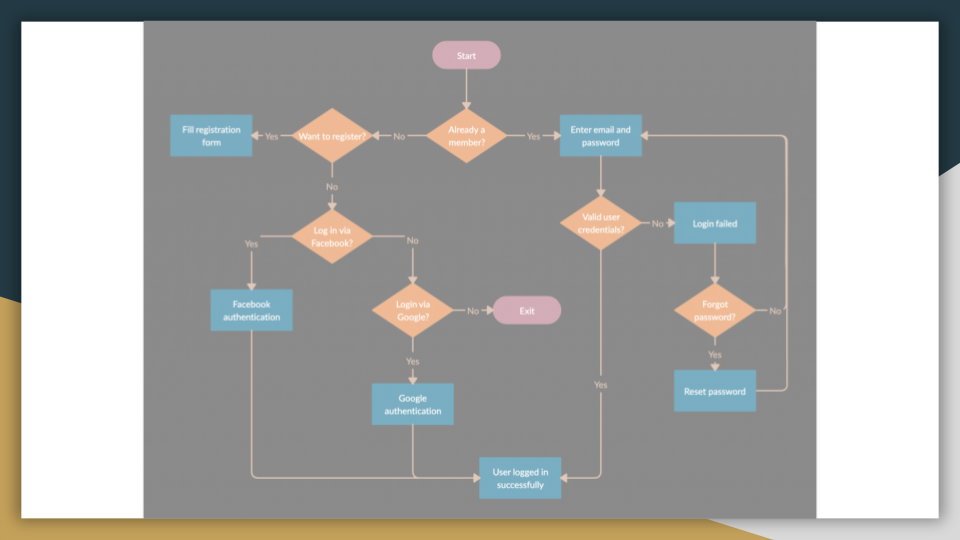 Start
Fill registration
form
Yes
Want to register?
No
Already a
member?
Yes
Enter email and
password
No
Valid user
credentials?
No
Login failed
Log in via
Facebook?
Yes
No
Facebook
authentication
Login via
Google?
No
Exit
Forgot
password?
No
Yes
Yes
Yes
Google
authentication
Reset password
User logged in
successfully